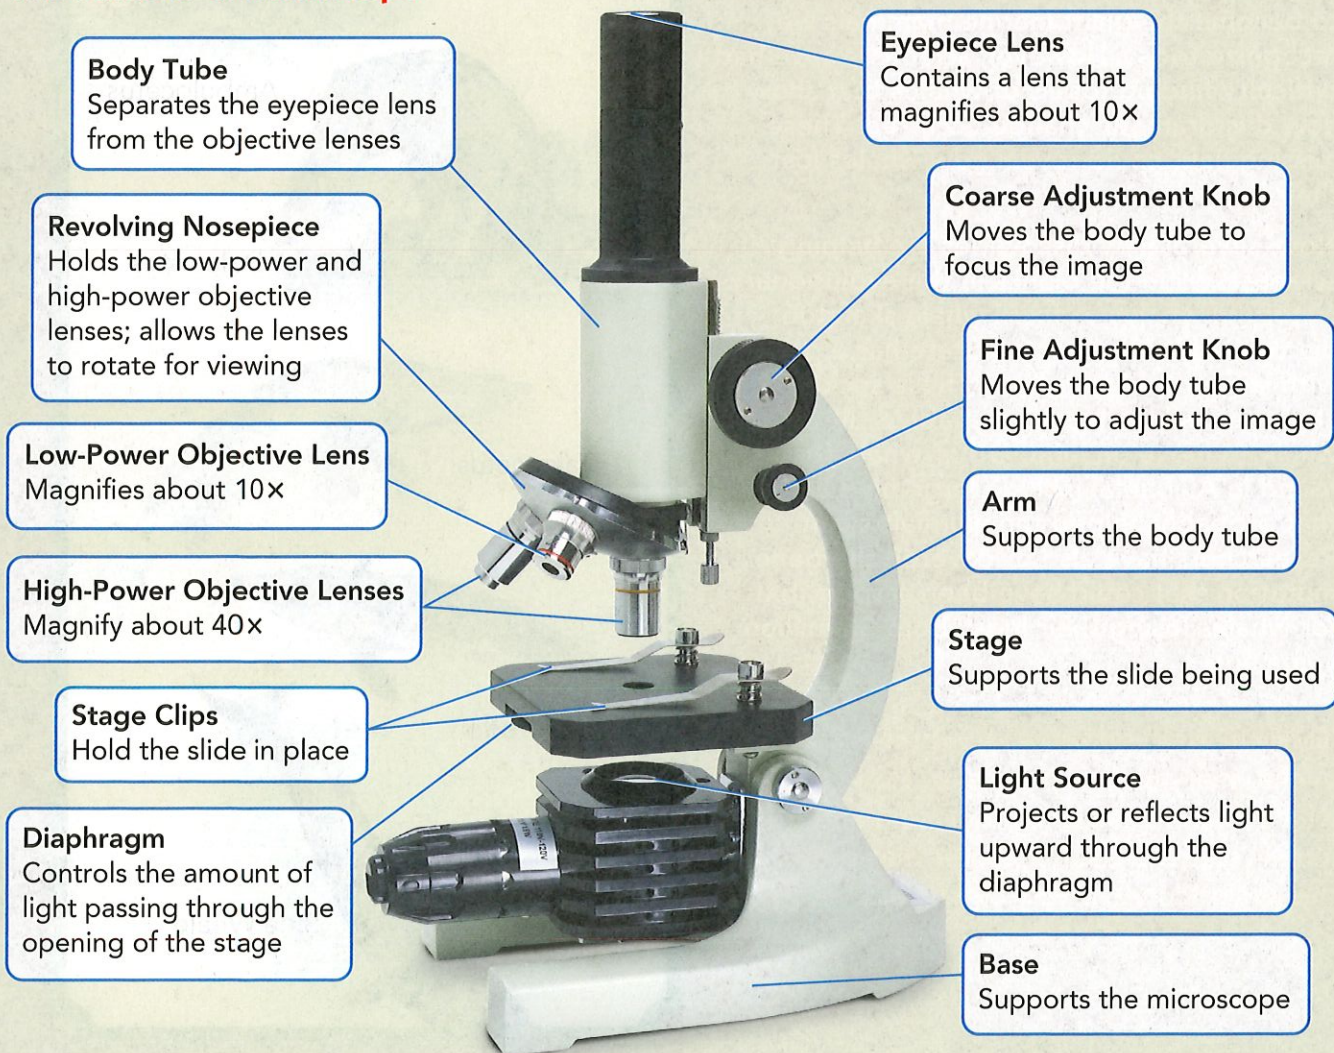 Body Tube
Separates the eyepiece lens
from the objective lenses
Eyepiece Lens
Contains a lens that
magnifies about 10×
Revolving Nosepiece
Holds the low-power and
high-power objective
lenses; allows the lenses
to rotate for viewing
Coarse Adjustment Knob
Moves the body tube to
focus the image
Fine Adjustment Knob
Moves the body tube
slightly to adjust the image
Low-Power Objective Lens
Magnifies about 10×
Arm
Supports the body tube
High-Power Objective Lenses
Magnify about 40×
Stage
Supports the slide being used
Stage Clips
Hold the slide in place
Light Source
Projects or reflects light
upward through the
diaphragm
Diaphragm
Controls the amount of
light passing through the
opening of the stage
Base
Supports the microscope